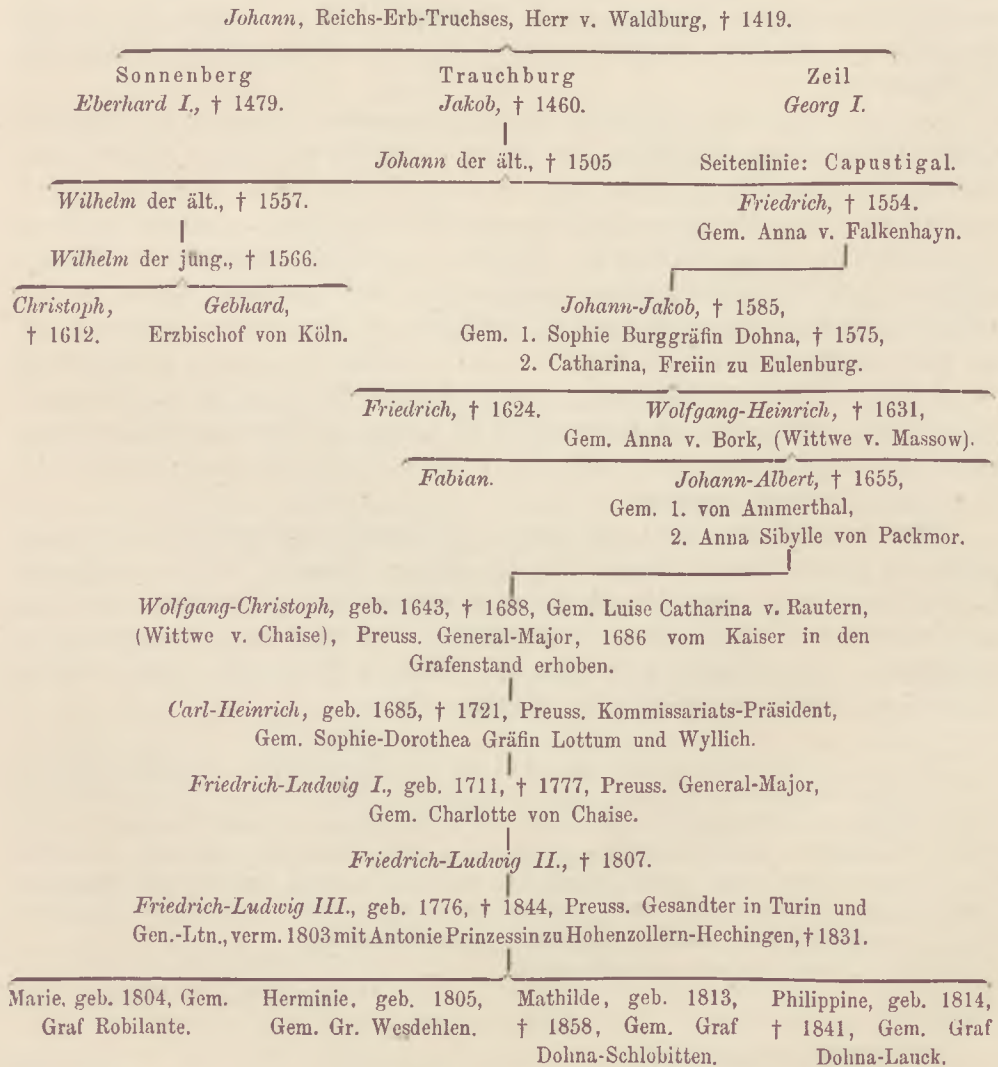 Johann, Reichs-Erb-Truchses, Herr v. Waldburg, † 1419.
Sonnenberg Trauchburg Zeil
Eberhard I., † 1479. Jakob, † 1460. Georg I.
Johann der ält., † 1505 Seitenlinie: Capustigal.
Wilhelm der ält., † 1557. Friedrich, † 1554.
Gem. Anna v. Falkenhayn.
Wilhelm der jüng., † 1566.
Christoph, Gebhard, Johann-Jakob, † 1585,
† 1612. Erzbischof von Köln. Gem. 1. Sophie Burggräfin Dohna, † 1575,
2. Catharina, Freiin zu Eulenburg.
Friedrich, † 1624. Wolfgang-Heinrich, † 1631,
Gem. Anna v. Bork, (Wittwe v. Massow).
Fabian. Johann-Albert, † 1655,
Gem. 1. von Ammerthal,
2. Anna Sibylle von Packmor.
Wolfgang-Christoph, geb. 1643, † 1688, Gem. Luise Catharina v. Rautern,
(Wittwe v. Chaise), Preuss. General-Major, 1686 vom Kaiser in den
Grafenstand erhoben.
Carl-Heinrich, geb. 1685, † 1721, Preuss. Kommissariats-Präsident,
Gem. Sophie-Dorothea Gräfin Lottum und Wyllich.
Friedrich-Ludwig I., geb. 1711, † 1777, Preuss. General-Major,
Gem. Charlotte von Chaise.
Friedrich-Ludwig II., † 1807.
Friedrich-Ludwig III., geb. 1776, † 1844, Preuss. Gesandter in Turin und
Gen.-Ltn., verm. 1803 mit Antonie Prinzessin zu Hohenzollern-Hechingen, † 1831.
Marie, geb. 1804, Gem. Herminie, geb. 1805, Mathilde, geb. 1813, Philippine, geb. 1814,
Graf Robilante. Gem. Gr. Wesdehlen. † 1858, Gem. Graf † 1841, Gem. Graf
Dohna-Schlobitten. Dohna-Lauck.